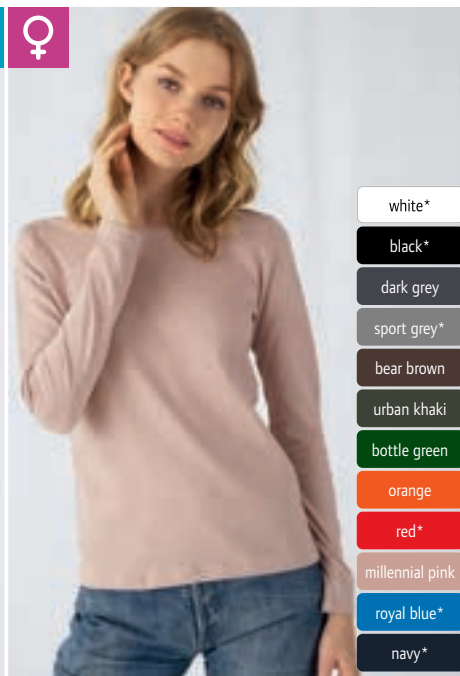 white*
black*
dark grey
sport grey*
bear brown
urban khaki
bottle green
orange
red*
millennial pink
royal blue*
navy*